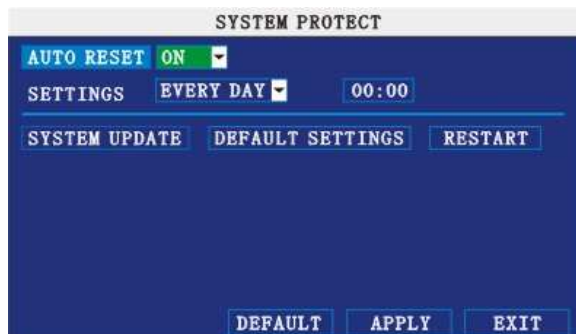 SYSTEM PROTECT
AUTO RESET ON
SETTINGS EVERY DAY 00:00
SYSTEM UPDATE DEFAULT SETTINGS RESTART
DEFAULT APPLY EXIT